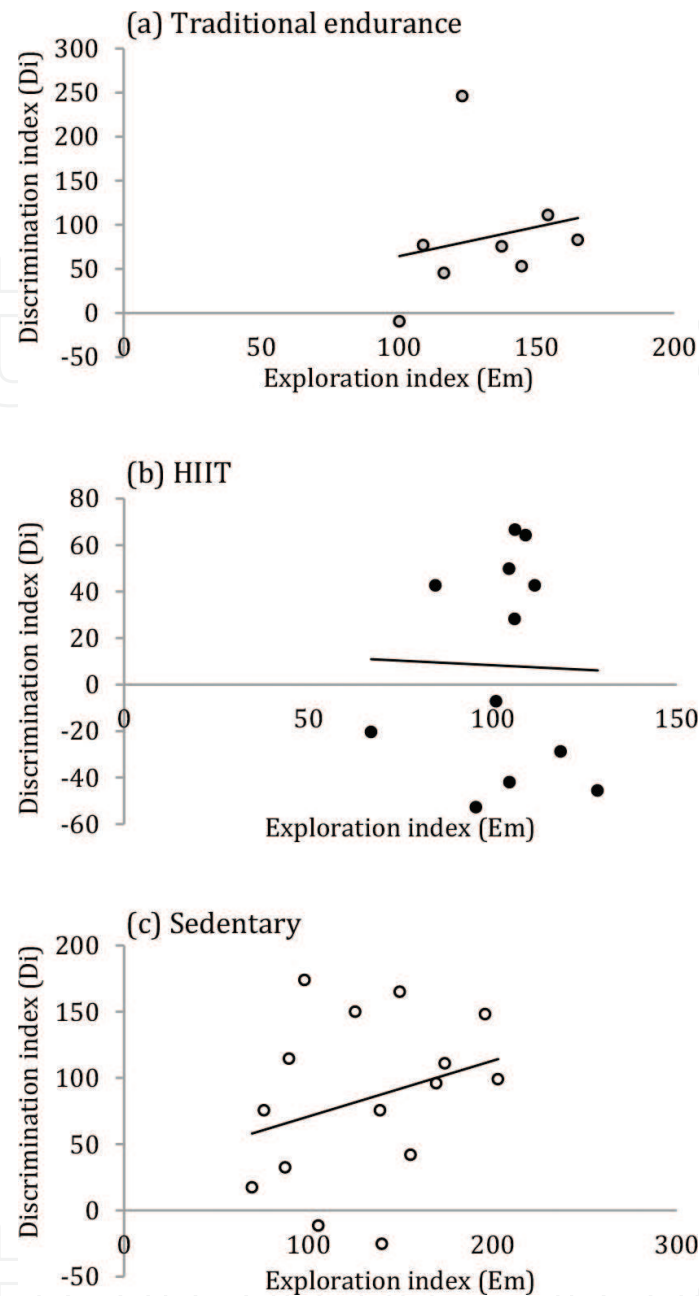 (a) Traditional endurance
Discrimination index (Di)
300
250
200
150
100
50
0
-50
0 50 100 150 200
Exploration index (Em)
(b) HIIT
Discrimination index (Di)
80
60
40
20
0
-20
-40
-60
0 50 100 150
Exploration index (Em)
(c) Sedentary
Discrimination index (Di)
200
150
100
50
0
-50
0 100 200 300
Exploration index (Em)